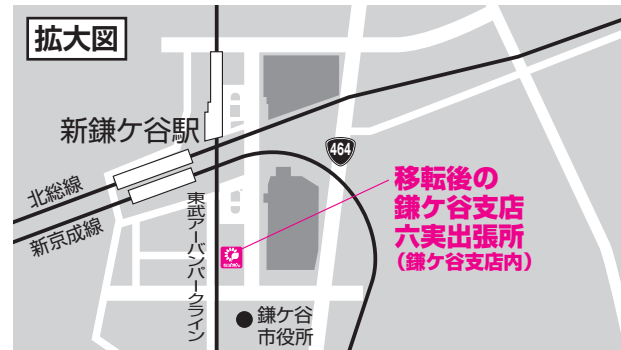 拡大図
新鎌ケ谷駅
464
北総線
新京成線
東武アーバンパークライン
移転後の
鎌ケ谷支店
六実出張所
（鎌ケ谷支店内）
鎌ケ谷
市役所